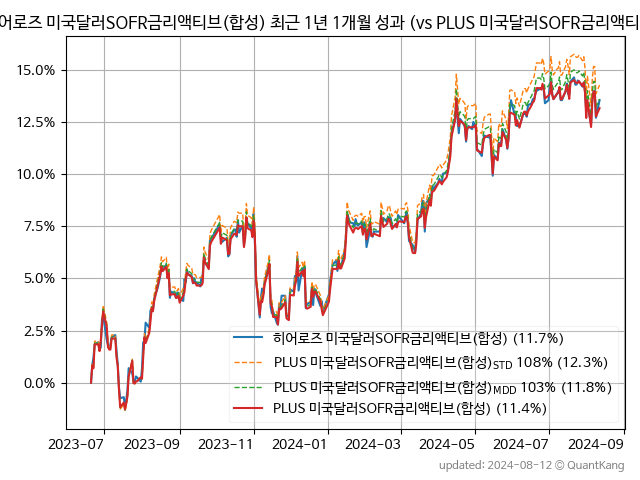 어로즈 미국달러SOFR금리액티브(합성) 최근 1년 1개월 성과 (vs PLUS 미국달러SOFR금리액티
15.0%
12.5%
10.0%
7.5%
5.0%
2.5%
0.0%
히어로즈 미국달러SOFR금리액티브(합성) (11.7%)
PLUS 미국달러SOFR금리액티브(합성)STD 108% (12.3%)
PLUS 미국달러SOFR금리액티브(합성)MDD 103% (11.8%)
PLUS 미국달러SOFR금리액티브(합성) (11.4%)
2023-07 2023-09 2023-11 2024-01 2024-03 2024-05 2024-07 2024-09
updated: 2024-08-12 © QuantKang